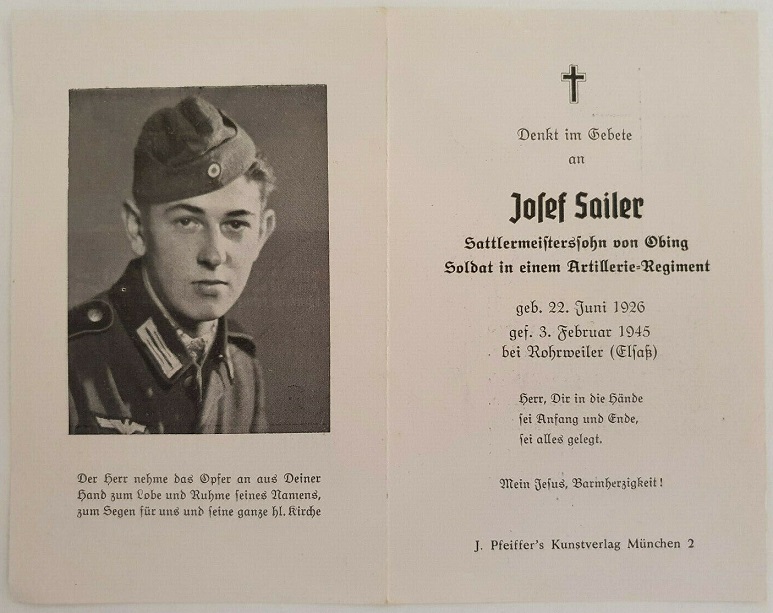 Der Herr nehme das Opfer an aus Deiner
Hand zum Lobe und Ruhme seines Namens,
zum Segen für uns und seine ganze hl. Kirche
Denkt im Gebete
an
Josef Sailer
Sattlermeisterssohn von Obing
Soldat in einem Artillerie-Regiment
geb. 22. Juni 1926
gef. 3. Februar 1945
bei Rohrweiler (Elsaß)
Herr, Dir in die Hände
sei Anfang und Ende,
sei alles gelegt.
Mein Jesus, Barmherzigkeit!
J. Pfeiffer's Kunstverlag München 2